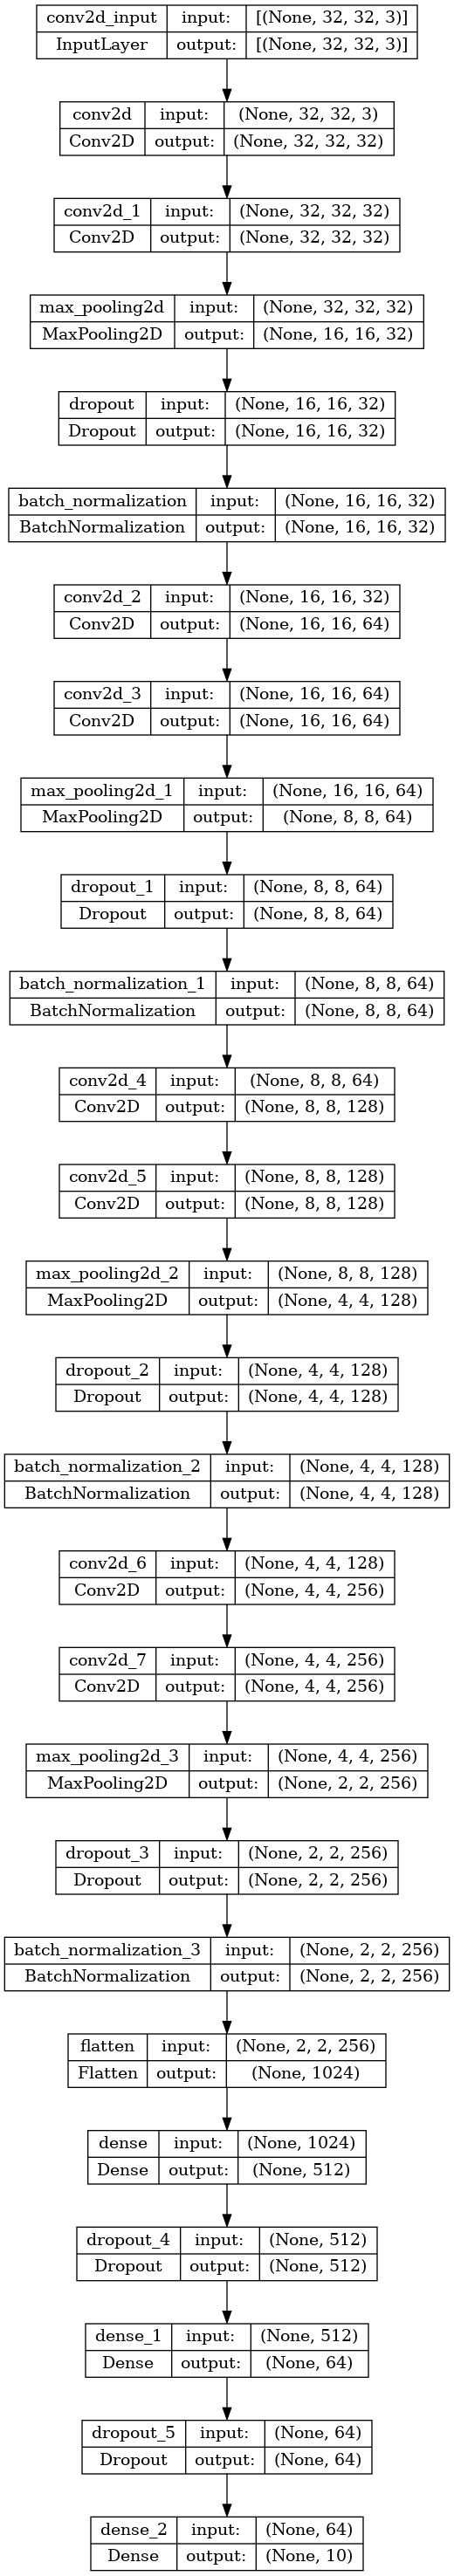 conv2d_input input: [(None, 32, 32, 3)]
InputLayer output: [(None, 32, 32, 3)]
conv2d input: (None, 32, 32, 3)
Conv2D output: (None, 32, 32, 32)
conv2d_1 input: (None, 32, 32, 32)
Conv2D output: (None, 32, 32, 32)
max_pooling2d input: (None, 32, 32, 32)
MaxPooling2D output: (None, 16, 16, 32)
dropout input: (None, 16, 16, 32)
Dropout output: (None, 16, 16, 32)
batch_normalization input: (None, 16, 16, 32)
BatchNormalization output: (None, 16, 16, 32)
conv2d_2 input: (None, 16, 16, 32)
Conv2D output: (None, 16, 16, 64)
conv2d_3 input: (None, 16, 16, 64)
Conv2D output: (None, 16, 16, 64)
max_pooling2d_1 input: (None, 16, 16, 64)
MaxPooling2D output: (None, 8, 8, 64)
dropout_1 input: (None, 8, 8, 64)
Dropout output: (None, 8, 8, 64)
batch_normalization_1 input: (None, 8, 8, 64)
BatchNormalization output: (None, 8, 8, 64)
conv2d_4 input: (None, 8, 8, 64)
Conv2D output: (None, 8, 8, 128)
conv2d_5 input: (None, 8, 8, 128)
Conv2D output: (None, 8, 8, 128)
max_pooling2d_2 input: (None, 8, 8, 128)
MaxPooling2D output: (None, 4, 4, 128)
dropout_2 input: (None, 4, 4, 128)
Dropout output: (None, 4, 4, 128)
batch_normalization_2 input: (None, 4, 4, 128)
BatchNormalization output: (None, 4, 4, 128)
conv2d_6 input: (None, 4, 4, 128)
Conv2D output: (None, 4, 4, 256)
conv2d_7 input: (None, 4, 4, 256)
Conv2D output: (None, 4, 4, 256)
max_pooling2d_3 input: (None, 4, 4, 256)
MaxPooling2D output: (None, 2, 2, 256)
dropout_3 input: (None, 2, 2, 256)
Dropout output: (None, 2, 2, 256)
batch_normalization_3 input: (None, 2, 2, 256)
BatchNormalization output: (None, 2, 2, 256)
flatten input: (None, 2, 2, 256)
Flatten output: (None, 1024)
dense input: (None, 1024)
Dense output: (None, 512)
dropout_4 input: (None, 512)
Dropout output: (None, 512)
dense_1 input: (None, 512)
Dense output: (None, 64)
dropout_5 input: (None, 64)
Dropout output: (None, 64)
dense_2 input: (None, 64)
Dense output: (None, 10)